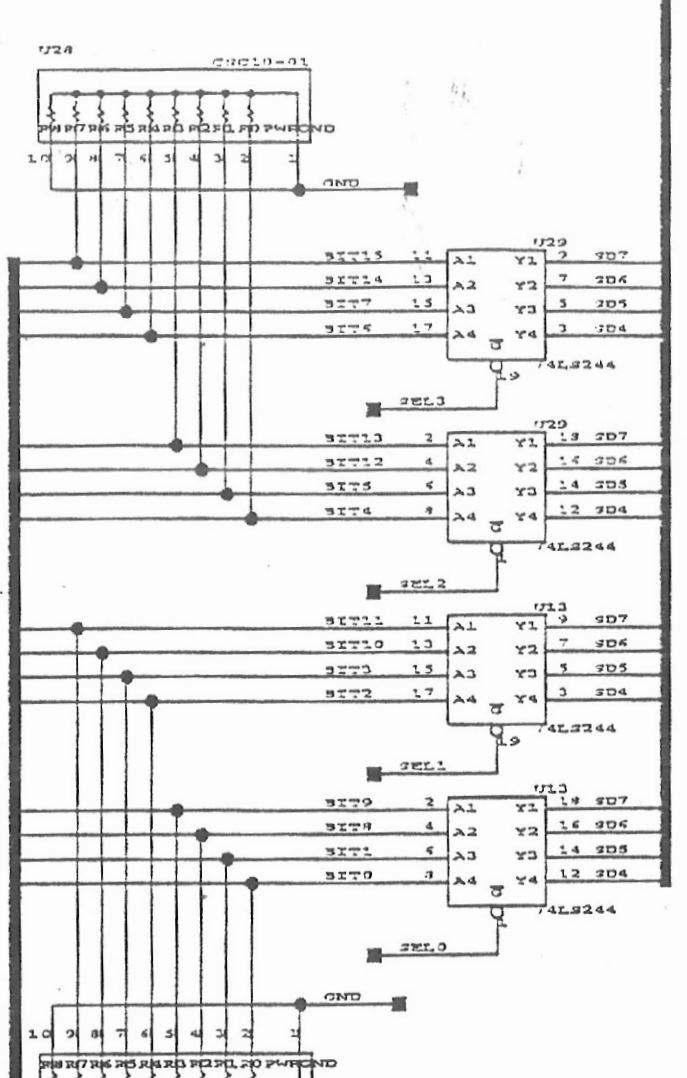 U28
CSC10-01
R8 R7 R6 R5 R4 R3 R2 R1 R0 PWRGND
10 9 8 7 6 5 4 3 2 1
GND
U29
BIT15 11 A1 Y1 9 SD7
BIT14 13 A2 Y2 7 SD6
BIT7 15 A3 Y3 5 SD5
BIT6 17 A4 Y4 3 SD4
G
19 74LS244
SEL3
U29
BIT13 2 A1 Y1 18 SD7
BIT12 4 A2 Y2 16 SD6
BIT5 6 A3 Y3 14 SD5
BIT4 8 A4 Y4 12 SD4
G
1 74LS244
SEL2
U13
BIT11 11 A1 Y1 9 SD7
BIT10 13 A2 Y2 7 SD6
BIT3 15 A3 Y3 5 SD5
BIT2 17 A4 Y4 3 SD4
G
19 74LS244
SEL1
U13
BIT9 2 A1 Y1 18 SD7
BIT8 4 A2 Y2 16 SD6
BIT1 6 A3 Y3 14 SD5
BIT0 8 A4 Y4 12 SD4
G
1 74LS244
SEL0
GND
10 9 8 7 6 5 4 3 2 1
R8 R7 R6 R5 R4 R3 R2 R1 R0 PWRGND